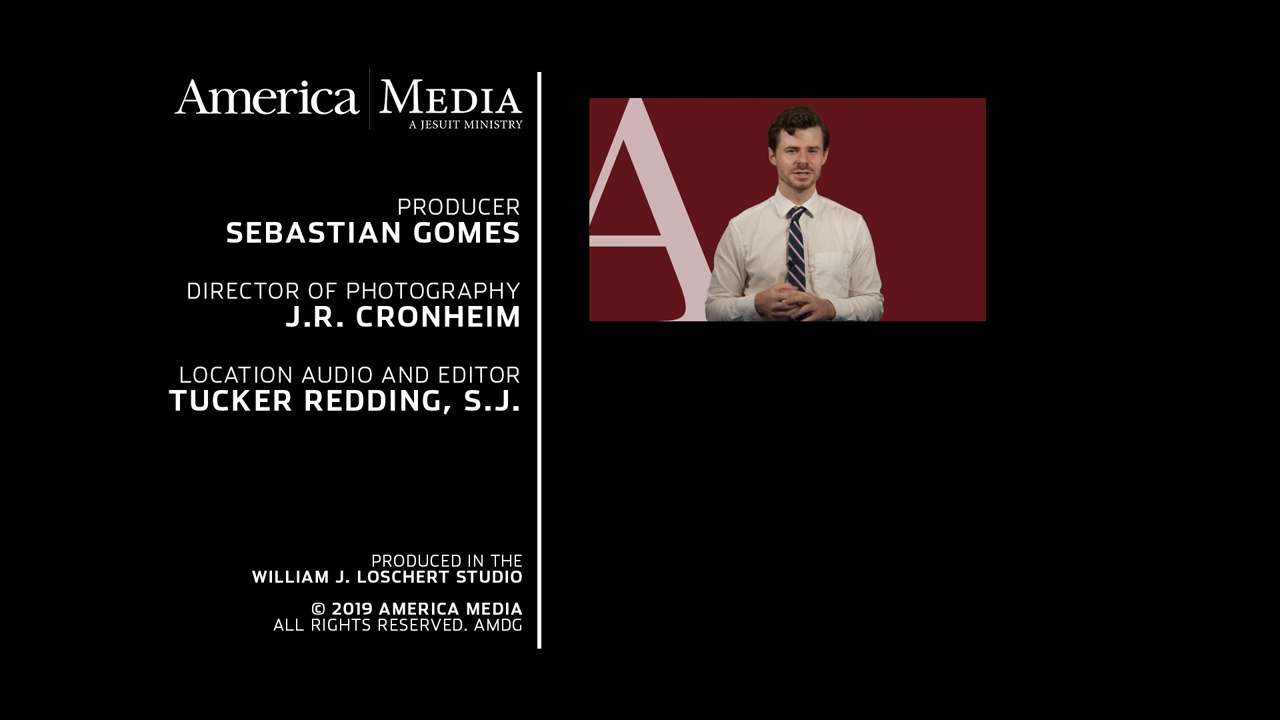 America | MEDIA
A JESUIT MINISTRY
PRODUCER
SEBASTIAN GOMES
DIRECTOR OF PHOTOGRAPHY
J.R. CRONHEIM
LOCATION AUDIO AND EDITOR
TUCKER REDDING, S.J.
PRODUCED IN THE
WILLIAM J. LOSCHERT STUDIO
© 2019 AMERICA MEDIA
ALL RIGHTS RESERVED. AMDG
A